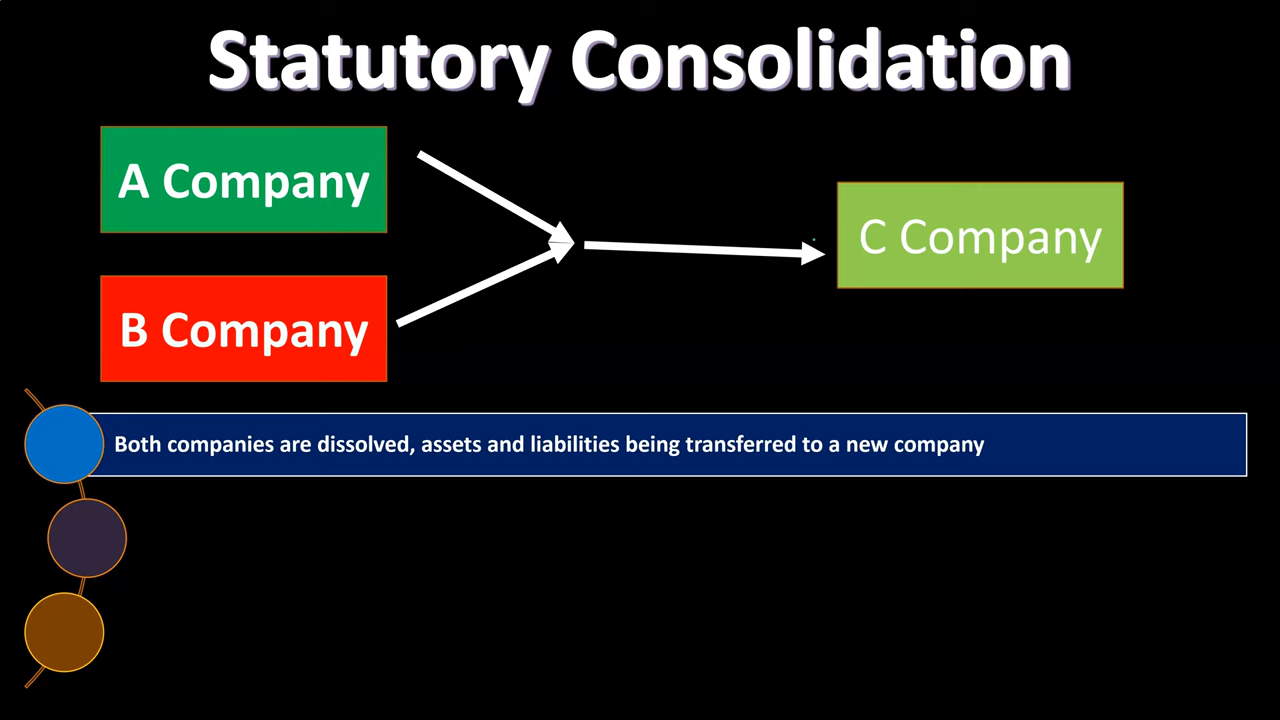 Statutory Consolidation
A Company
B Company
C Company
Both companies are dissolved, assets and liabilities being transferred to a new company